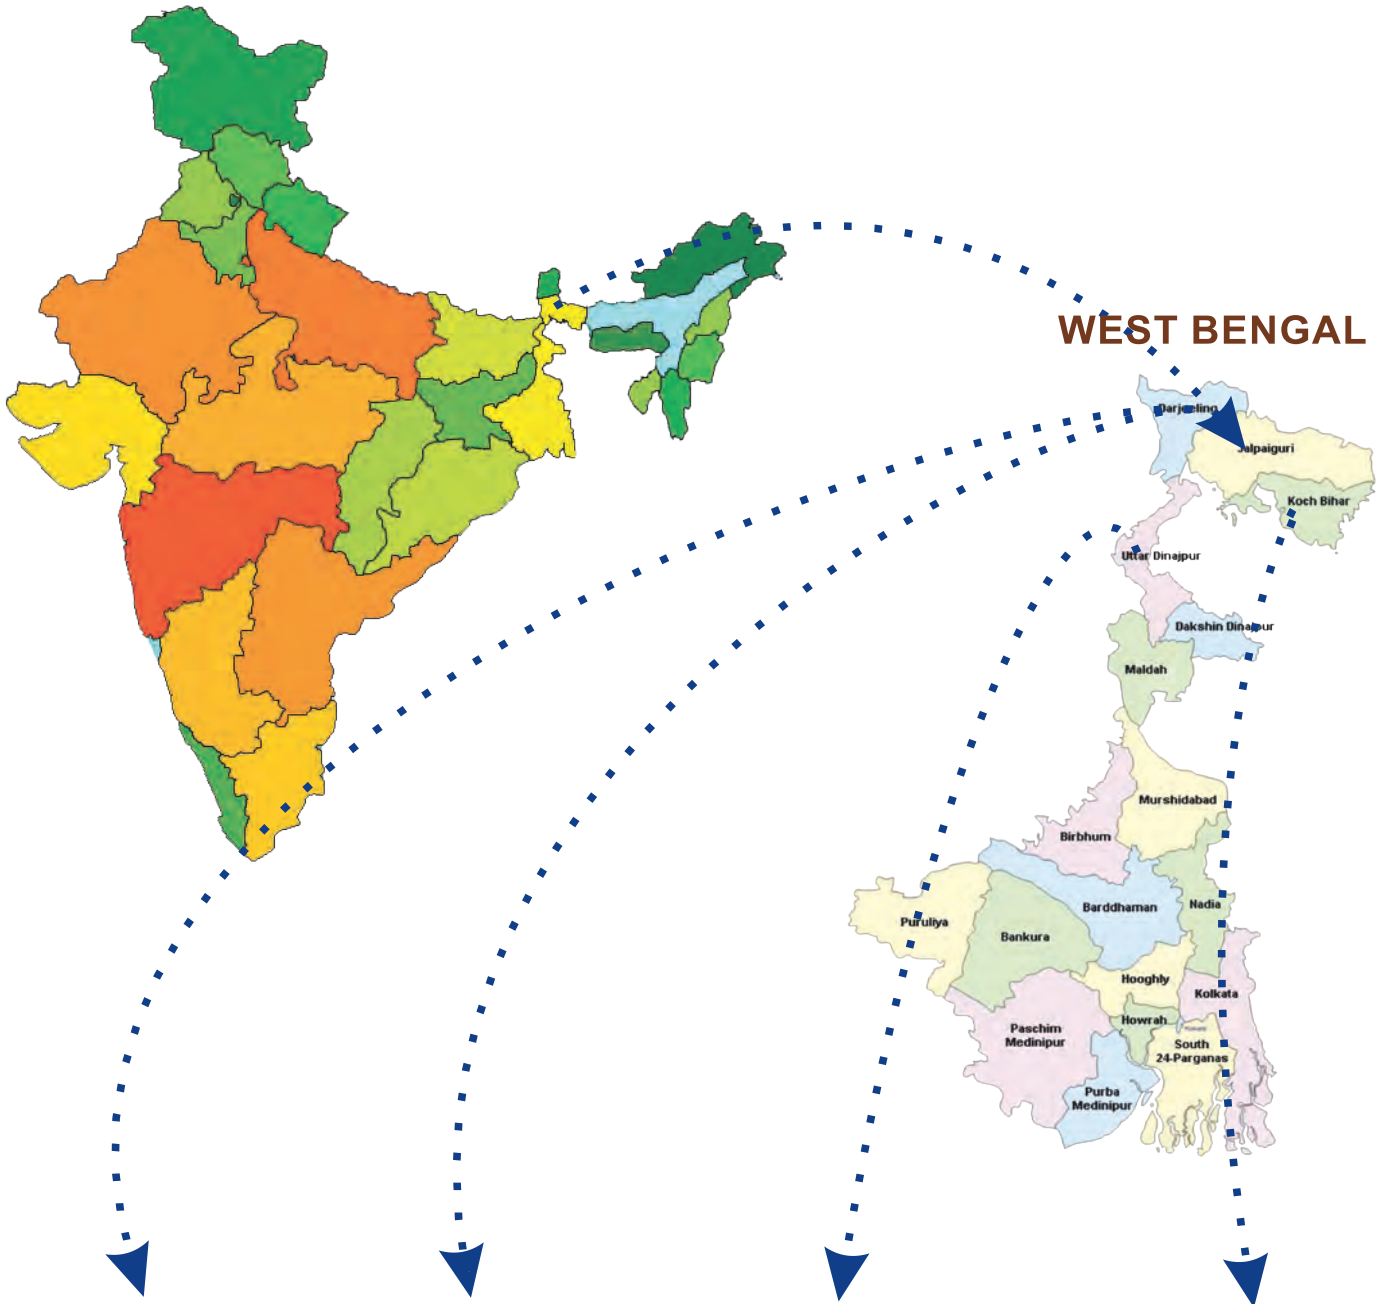 WEST BENGAL
Darjeeling
Jalpaiguri
Koch Bihar
Uttar Dinajpur
Dakshin Dinajpur
Maldah
Murshidabad
Birbhum
Barddhaman
Nadia
Puruliya
Bankura
Hooghly
Kolkata
Howrah
Paschim
Medinipur
South
24-Parganas
Purba
Medinipur